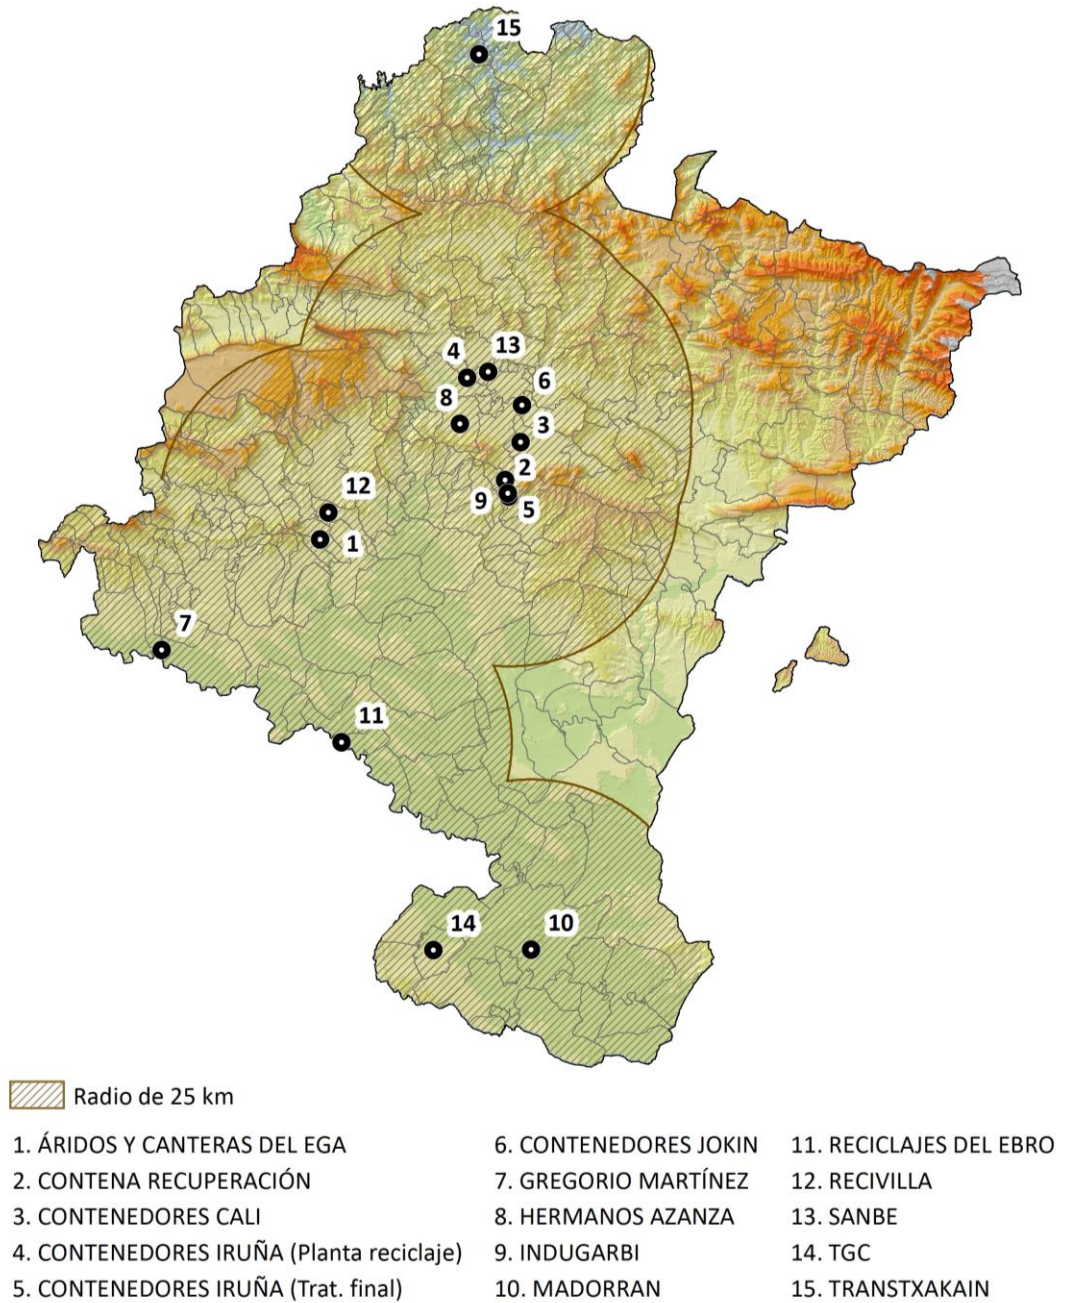 15
4
13
6
8
3
2
12
9
5
1
7
11
14
10
Radio de 25 km
1. ÁRIDOS Y CANTERAS DEL EGA
2. CONTENA RECUPERACIÓN
3. CONTENEDORES CALI
4. CONTENEDORES IRUÑA (Planta reciclaje)
5. CONTENEDORES IRUÑA (Trat. final)
6. CONTENEDORES JOKIN
7. GREGORIO MARTÍNEZ
8. HERMANOS AZANZA
9. INDUGARBI
10. MADORRAN
11. RECICLAJES DEL EBRO
12. RECIVILLA
13. SANBE
14. TGC
15. TRANSTXAKAIN